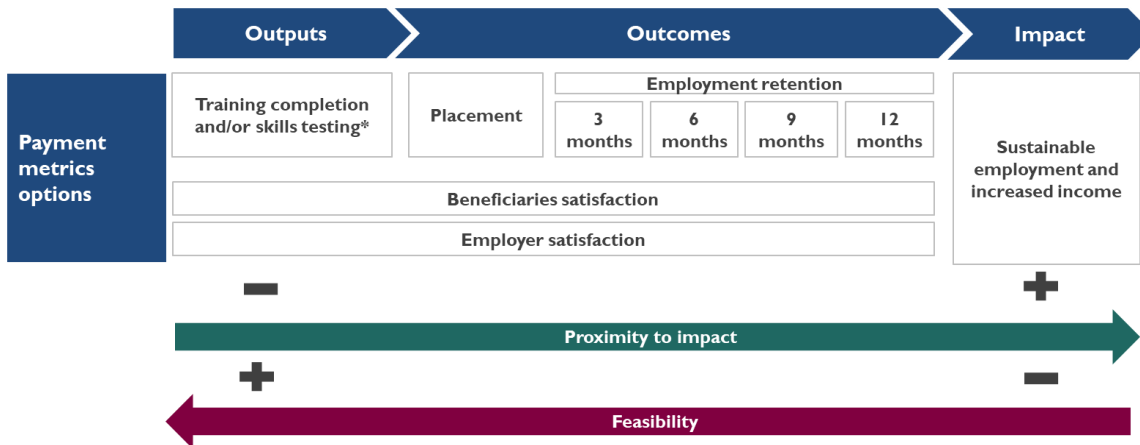 Outputs
Outcomes
Impact
Payment
metrics
options
Training completion
and/or skills testing*
Placement
Employment retention
3
months
6
months
9
months
12
months
Sustainable
employment and
increased income
Beneficiaries satisfaction
Employer satisfaction
−
+
Proximity to impact
+
−
Feasibility